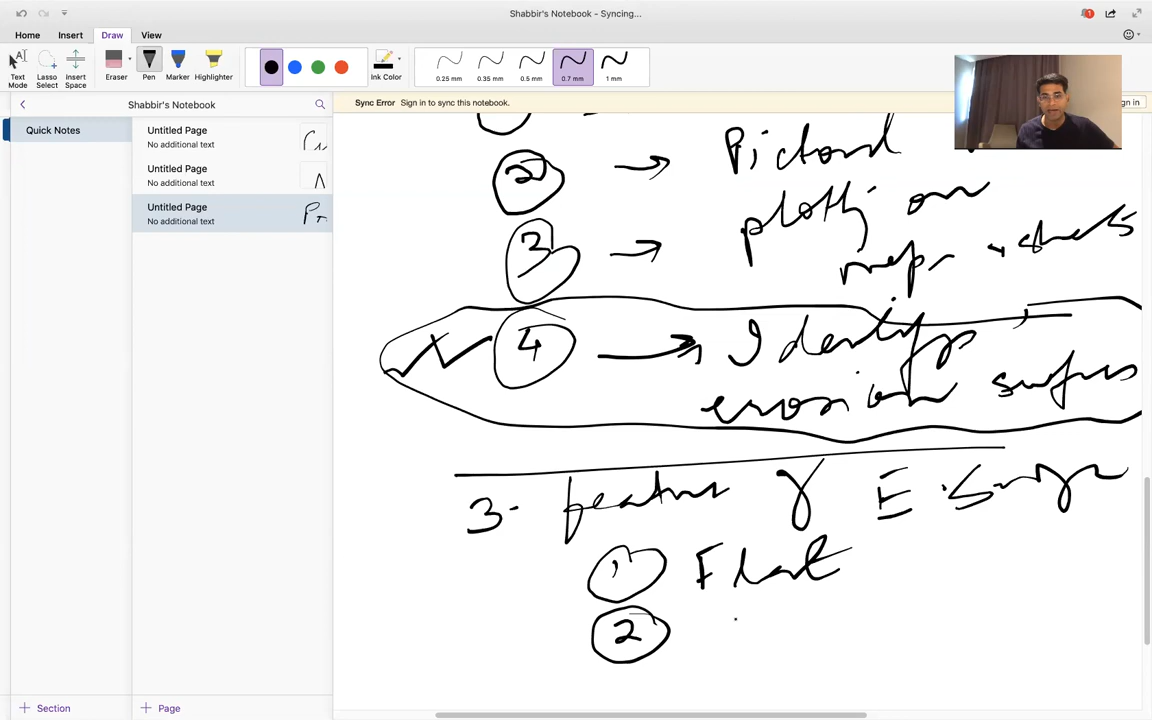 Shabbir's Notebook - Syncing...
Home Insert Draw View
Text Mode
Lasso Select
Insert Space
Eraser
Pen
Marker
Highlighter
Ink Color
0.25 mm
0.35 mm
0.5 mm
0.7 mm
1 mm
Shabbir's Notebook
Sync Error Sign in to sync this notebook.
Quick Notes
Untitled Page
No additional text
Untitled Page
No additional text
Untitled Page
No additional text
2 → Pictorial
plotting on
3 → maps + sheets
4 → Identify
erosion
3. feature of E. Surface
1 Flat
2
+ Section
+ Page